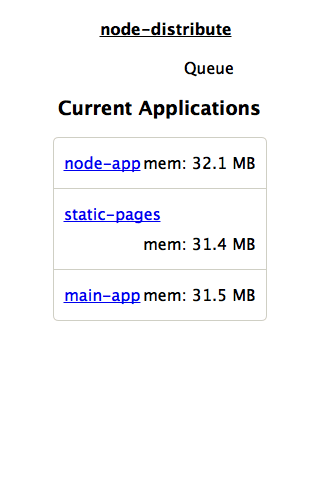 node-distribute
Queue
Current Applications
node-app mem: 32.1 MB
static-pages
mem: 31.4 MB
main-app mem: 31.5 MB